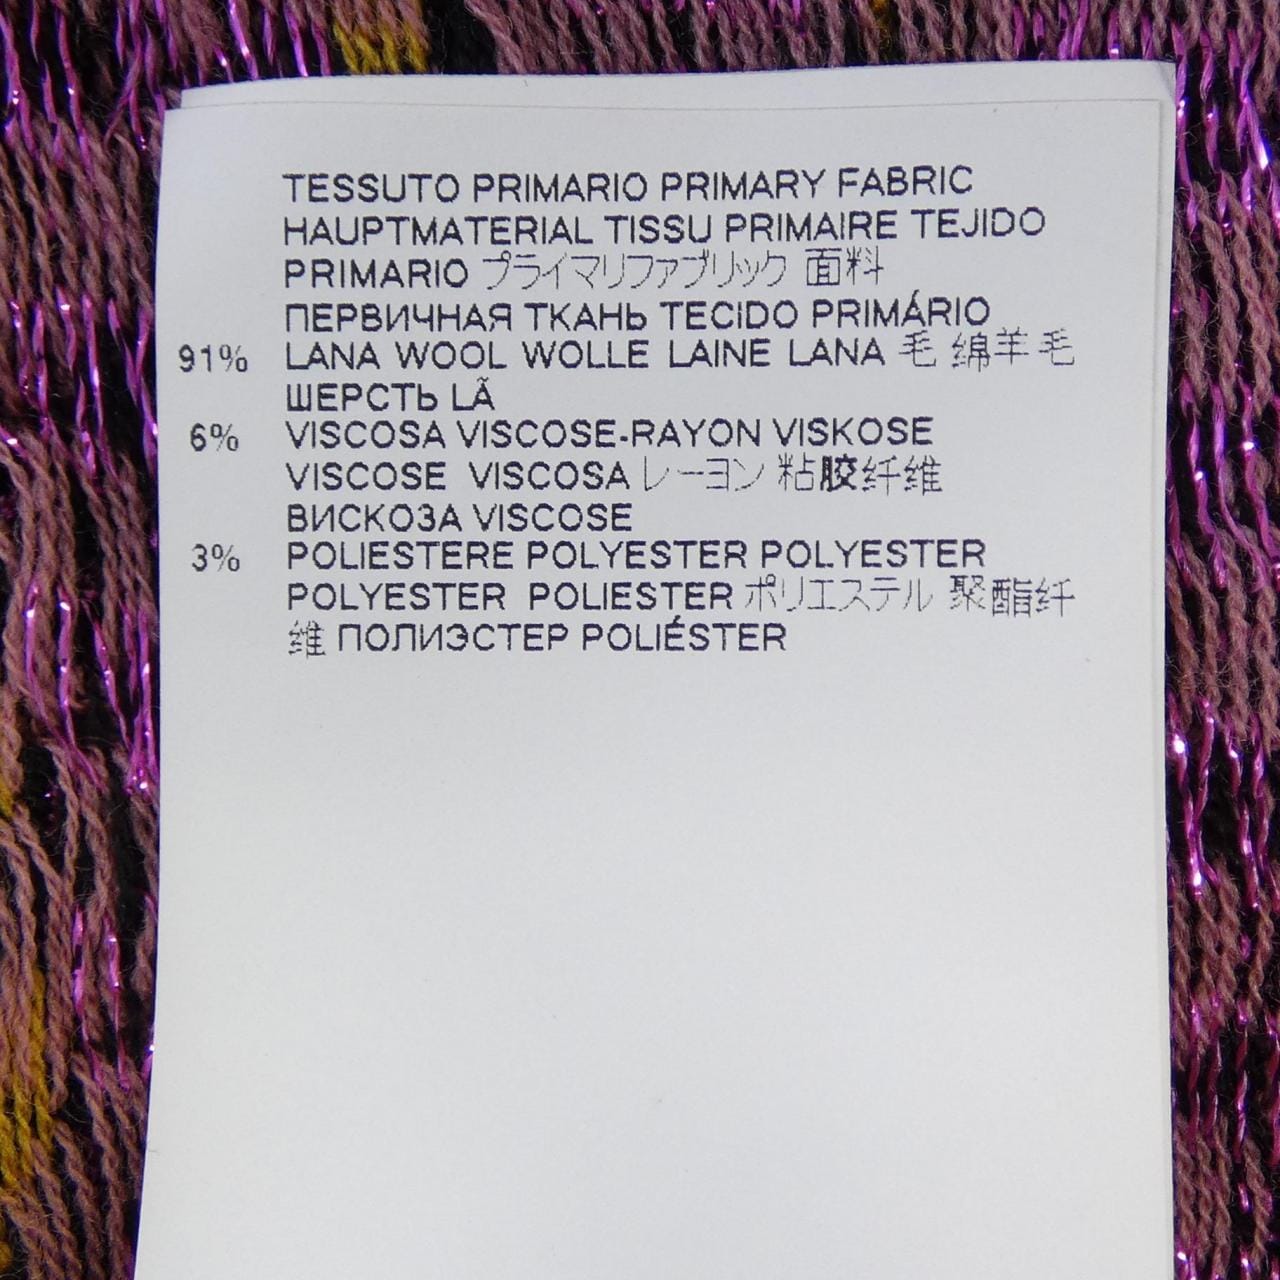 TESSUTO PRIMARIO PRIMARY FABRIC
HAUPTMATERIAL TISSU PRIMAIRE TEJIDO
PRIMARIO プライマリファブリック 面料
ПЕРВИЧНАЯ ТКАНЬ TECIDO PRIMÁRIO
91% LANA WOOL WOLLE LAINE LANA 毛 绵羊毛
ШЕРСТЬ LÃ
6% VISCOSA VISCOSE-RAYON VISKOSE
VISCOSE VISCOSA レーヨン 粘胶纤维
ВИСКОЗА VISCOSE
3% POLIESTERE POLYESTER POLYESTER
POLYESTER POLIESTER ポリエステル 聚酯纤
维 ПОЛИЭСТЕР POLIÉSTER